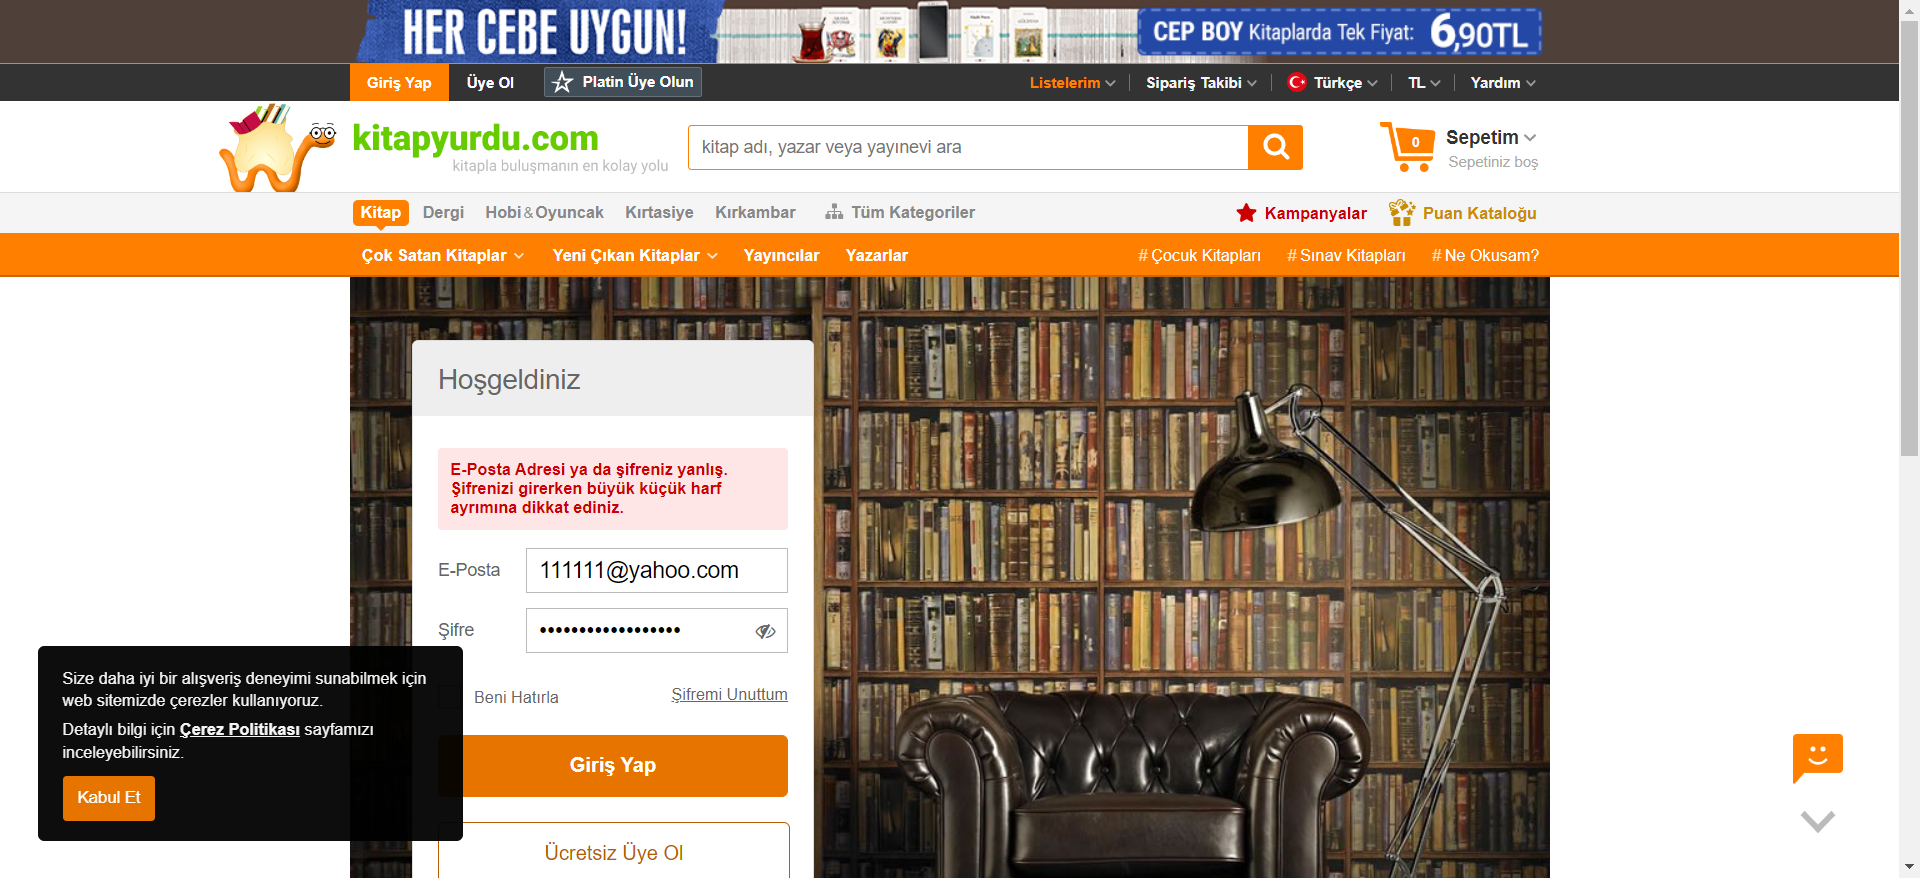 HER CEBE UYGUN!
CEP BOY Kitaplarda Tek Fiyat: 6,90TL
Giriş Yap
Üye Ol
Platin Üye Olun
Listelerim
Sipariş Takibi
Türkçe
TL
Yardım
kitapyurdu.com
kitapla buluşmanın en kolay yolu
kitap adı, yazar veya yayınevi ara
0
Sepetim
Sepetiniz boş
Kitap
Dergi
Hobi&Oyuncak
Kırtasiye
Kırkambar
Tüm Kategoriler
Kampanyalar
Puan Kataloğu
Çok Satan Kitaplar
Yeni Çıkan Kitaplar
Yayıncılar
Yazarlar
#Çocuk Kitapları
#Sınav Kitapları
#Ne Okusam?
Hoşgeldiniz
E-Posta Adresi ya da şifreniz yanlış.
Şifrenizi girerken büyük küçük harf
ayrımına dikkat ediniz.
E-Posta
111111@yahoo.com
Şifre
••••••••••••••••••
Beni Hatırla
Şifremi Unuttum
Giriş Yap
Ücretsiz Üye Ol
Size daha iyi bir alışveriş deneyimi sunabilmek için
web sitemizde çerezler kullanıyoruz.
Detaylı bilgi için Çerez Politikası sayfamızı
inceleyebilirsiniz.
Kabul Et